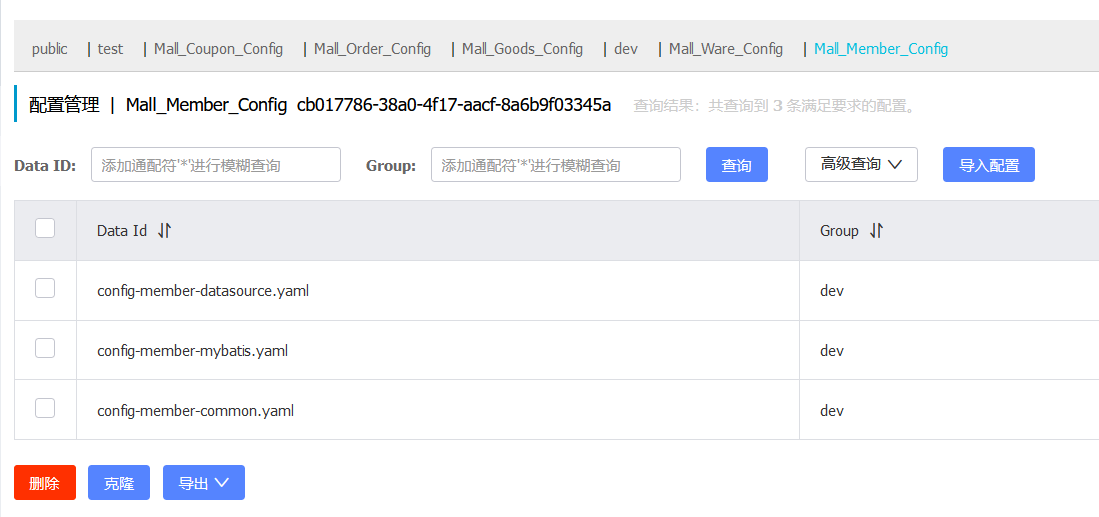 public | test | Mall_Coupon_Config | Mall_Order_Config | Mall_Goods_Config | dev | Mall_Ware_Config | Mall_Member_Config
配置管理 | Mall_Member_Config cb017786-38a0-4f17-aacf-8a6b9f03345a 查询结果：共查询到 3 条满足要求的配置。
Data ID: 添加通配符'*'进行模糊查询 Group: 添加通配符'*'进行模糊查询 查询 高级查询 导入配置
Data Id Group
config-member-datasource.yaml dev
config-member-mybatis.yaml dev
config-member-common.yaml dev
删除 克隆 导出